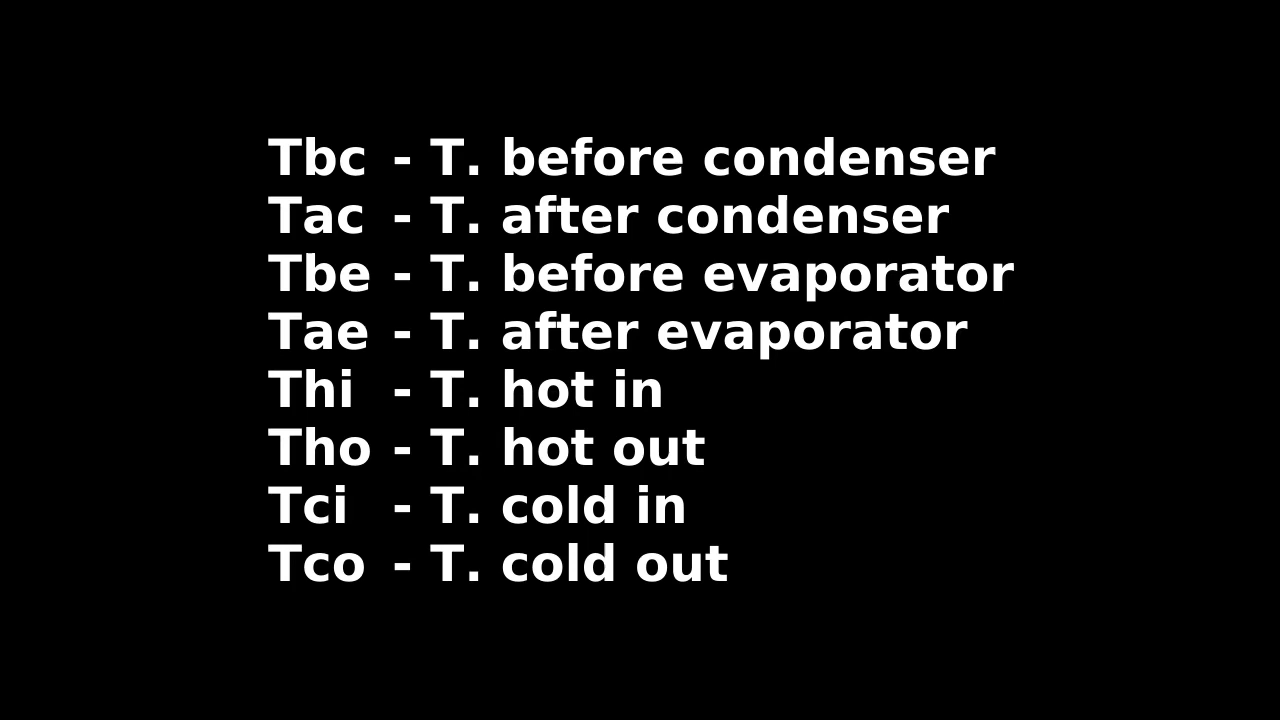 Tbc - T. before condenser
Tac - T. after condenser
Tbe - T. before evaporator
Tae - T. after evaporator
Thi - T. hot in
Tho - T. hot out
Tci - T. cold in
Tco - T. cold out